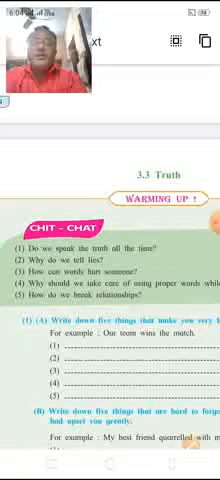 6:04
xt
3.3 Truth
WARMING UP !
CHIT - CHAT
(1) Do we speak the truth all the time?
(2) Why do we tell lies?
(3) How can words hurt someone?
(4) Why should we take care of using proper words whil
(5) How do we break relationships?
(1) (A) Write down five things that make you very h
For example : Our team wins the match.
(1)
(2)
(3)
(4)
(5)
(B) Write down five things that are hard to forge
had upset you greatly.
For example : My best friend quarrelled with m